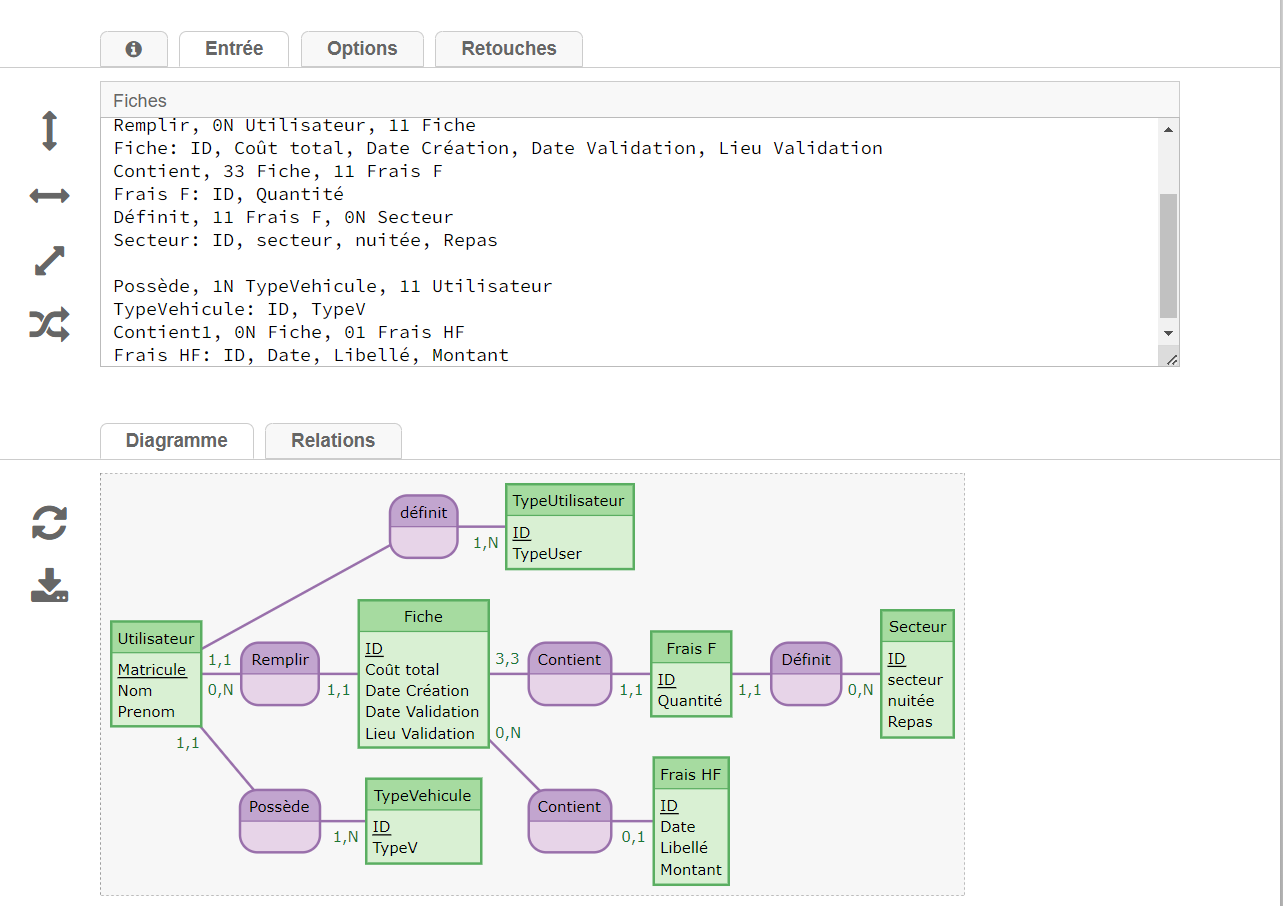 Entrée
Options
Retouches
Fiches
Remplir, 0N Utilisateur, 11 Fiche
Fiche: ID, Coût total, Date Création, Date Validation, Lieu Validation
Contient, 33 Fiche, 11 Frais F
Frais F: ID, Quantité
Définit, 11 Frais F, 0N Secteur
Secteur: ID, secteur, nuitée, Repas
Possède, 1N TypeVehicule, 11 Utilisateur
TypeVehicule: ID, TypeV
Contient1, 0N Fiche, 01 Frais HF
Frais HF: ID, Date, Libellé, Montant
Diagramme
Relations
définit
1,N
TypeUtilisateur
ID
TypeUser
Utilisateur
Matricule
Nom
Prenom
1,1
0,N
1,1
Remplir
1,1
Fiche
ID
Coût total
Date Création
Date Validation
Lieu Validation
3,3
0,N
Contient
1,1
Frais F
ID
Quantité
1,1
Définit
0,N
Secteur
ID
secteur
nuitée
Repas
Possède
1,N
TypeVehicule
ID
TypeV
Contient
0,1
Frais HF
ID
Date
Libellé
Montant